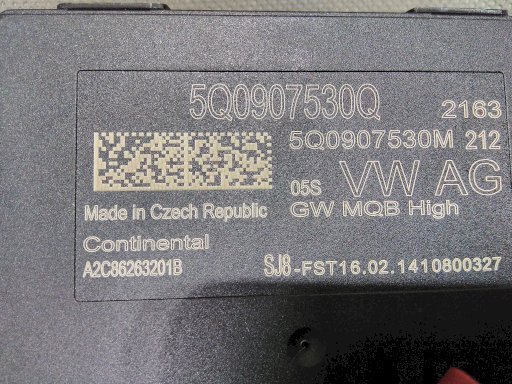 5Q0907530Q 2163
5Q0907530M 212
05S VW AG
Made in Czech Republic GW MQB High
Continental
A2C86263201B SJ8-FST16.02.1410800327